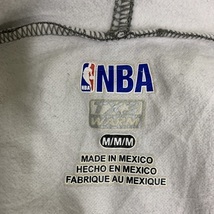 NBA
M/M/M
MADE IN MEXICO
HECHO EN MEXICO
FABRIQUE AU MEXIQUE